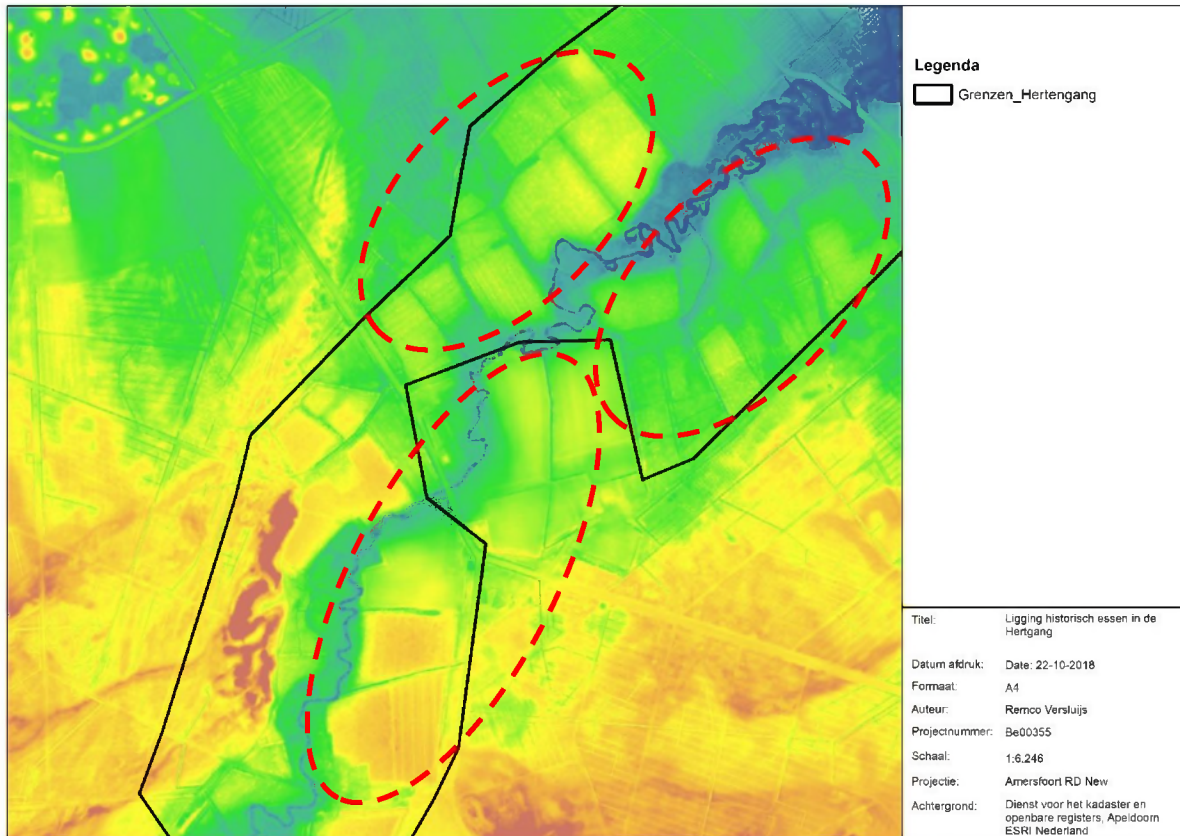 Legenda
Grenzen_Hertengang
Titel: Ligging historisch essen in de
Hertgang
Datum afdruk: Date: 22-10-2018
Formaat: A4
Auteur: Remco Versluijs
Projectnummer: Be00355
Schaal: 1:6.246
Projectie: Amersfoort RD New
Achtergrond: Dienst voor het kadaster en
openbare registers, Apeldoorn
ESRI Nederland